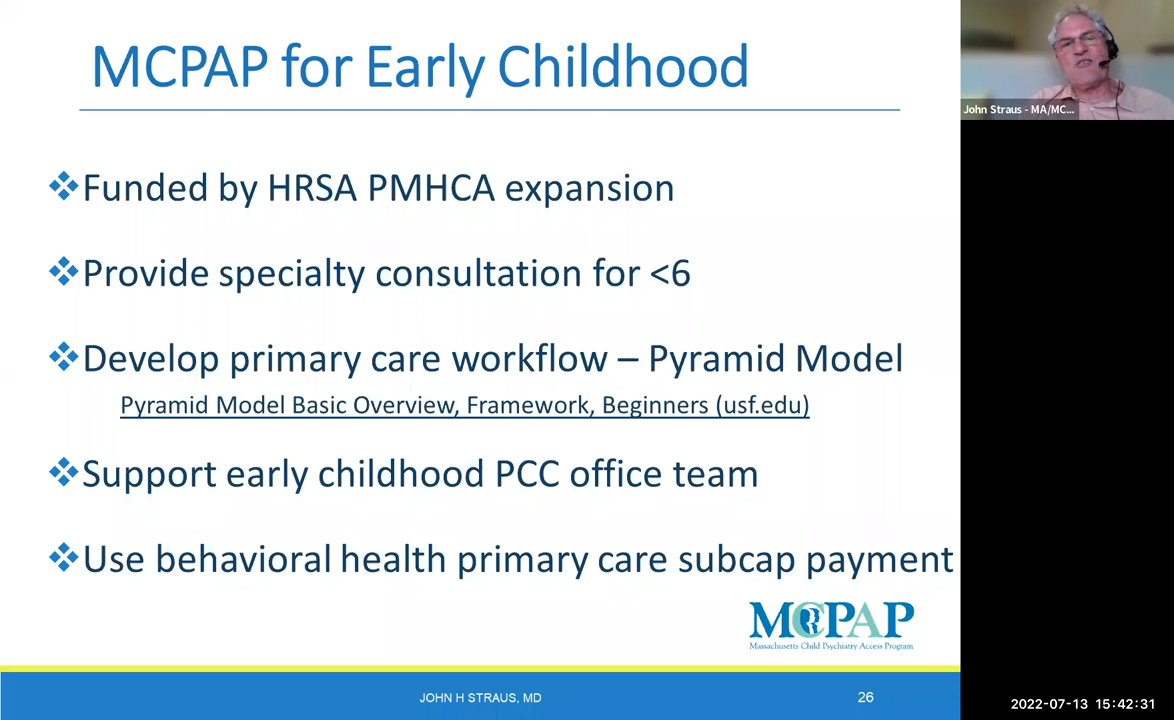 MCPAP for Early Childhood
John Straus - MA/MC...
Funded by HRSA PMHCA expansion
Provide specialty consultation for <6
Develop primary care workflow – Pyramid Model
Pyramid Model Basic Overview, Framework, Beginners (usf.edu)
Support early childhood PCC office team
Use behavioral health primary care subcap payment
MCPAP
Massachusetts Child Psychiatry Access Program
JOHN H STRAUS, MD
26
2022-07-13 15:42:31